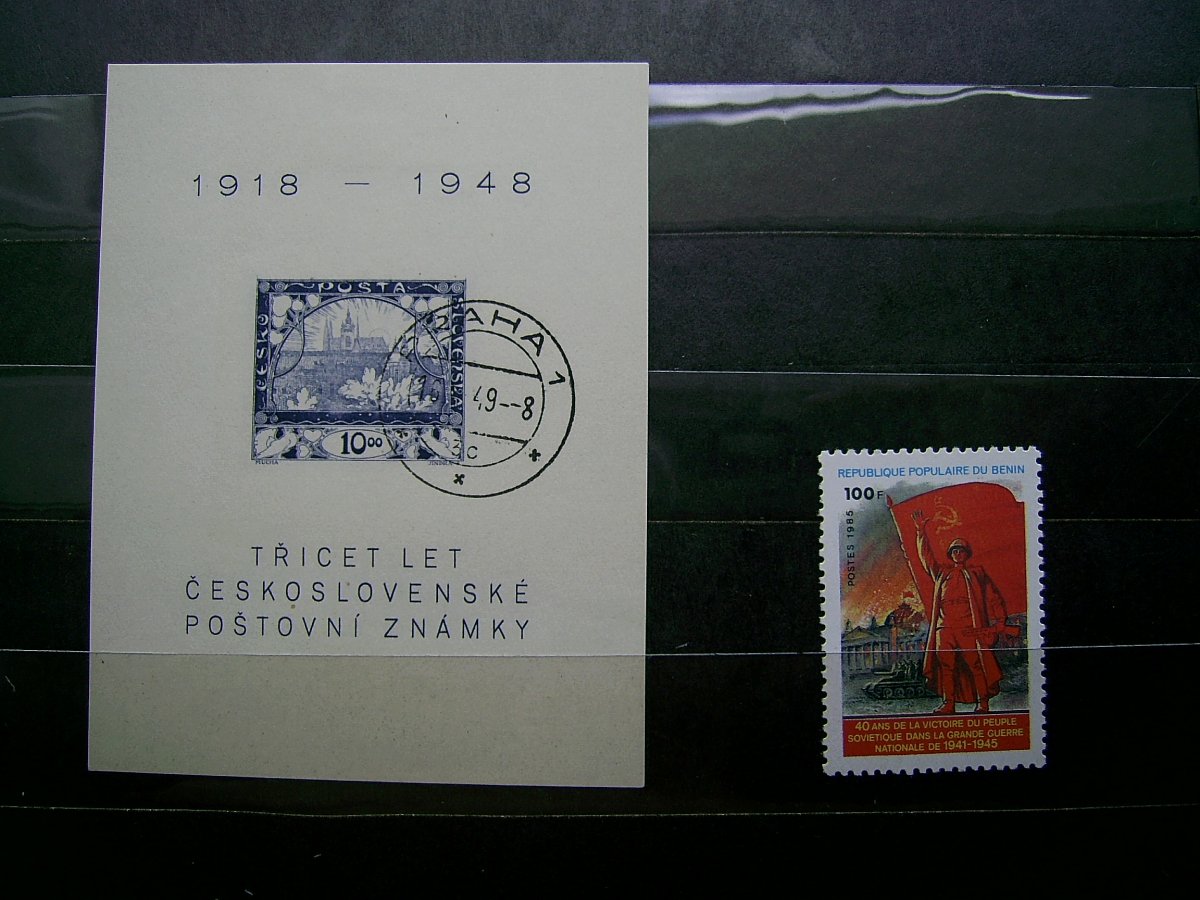 1918 — 1948
POSTA
ČESKO
SLOVENSKÁ
10 00
MUCHA
PRAHA 1
49--8
TŘICET LET
ČESKOSLOVENSKÉ
POŠTOVNÍ ZNÁMKY
REPUBLIQUE POPULAIRE DU BENIN
100F
POSTES 1985
40 ANS DE LA VICTOIRE DU PEUPLE
SOVIETIQUE DANS LA GRANDE GUERRE
NATIONALE DE 1941-1945